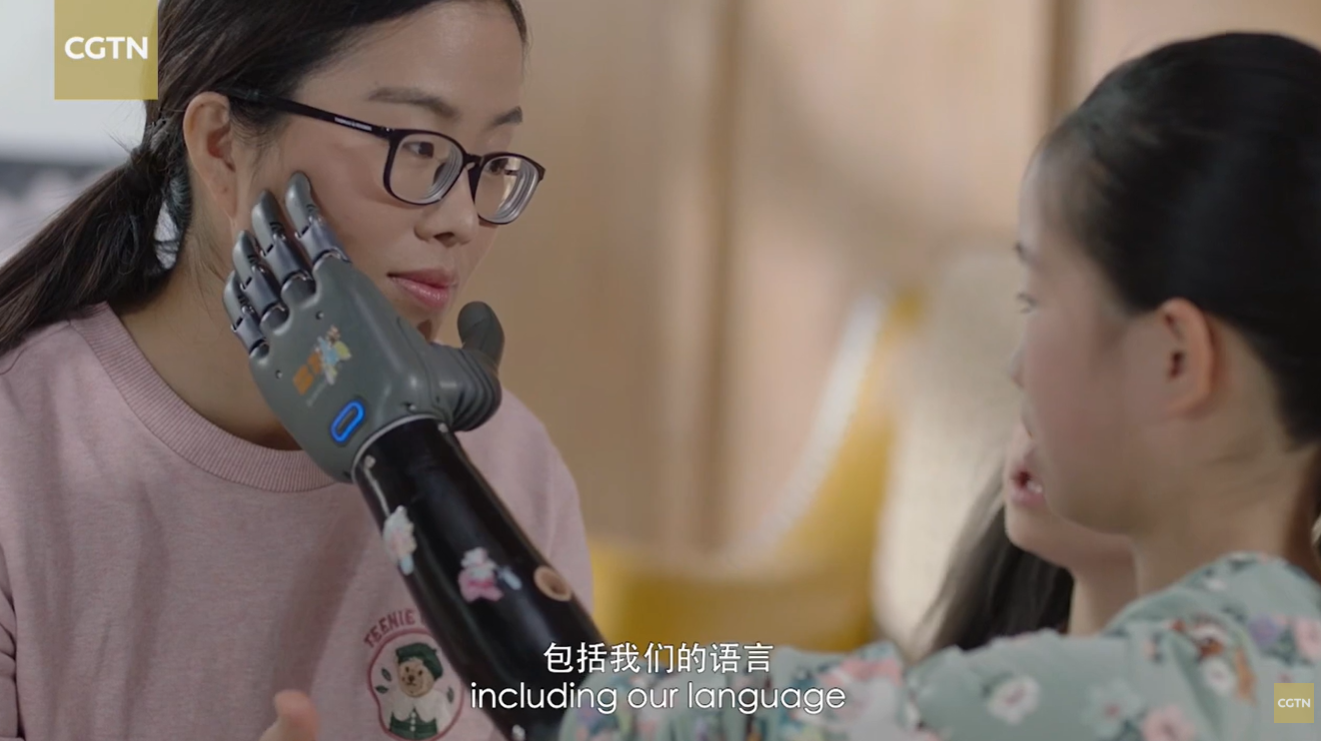 CGTN
TEENIE
包括我们的语言
including our language
CGTN